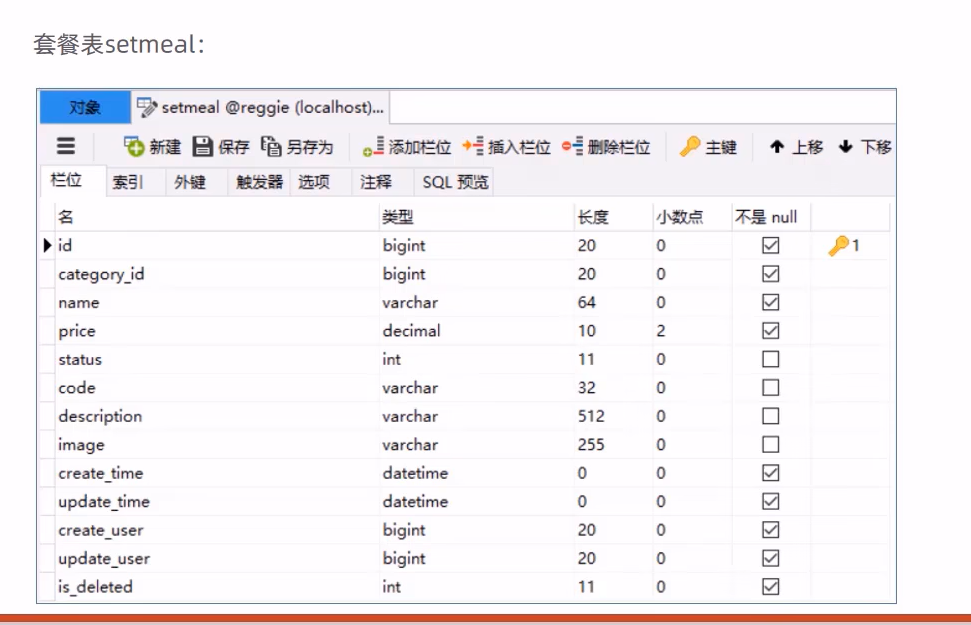 套餐表setmeal:
对象 setmeal @reggie (localhost)...
新建 保存 另存为 添加栏位 插入栏位 删除栏位 主键 上移 下移
栏位 索引 外键 触发器 选项 注释 SQL 预览
名 类型 长度 小数点 不是 null
id bigint 20 0 1
category_id bigint 20 0
name varchar 64 0
price decimal 10 2
status int 11 0
code varchar 32 0
description varchar 512 0
image varchar 255 0
create_time datetime 0 0
update_time datetime 0 0
create_user bigint 20 0
update_user bigint 20 0
is_deleted int 11 0